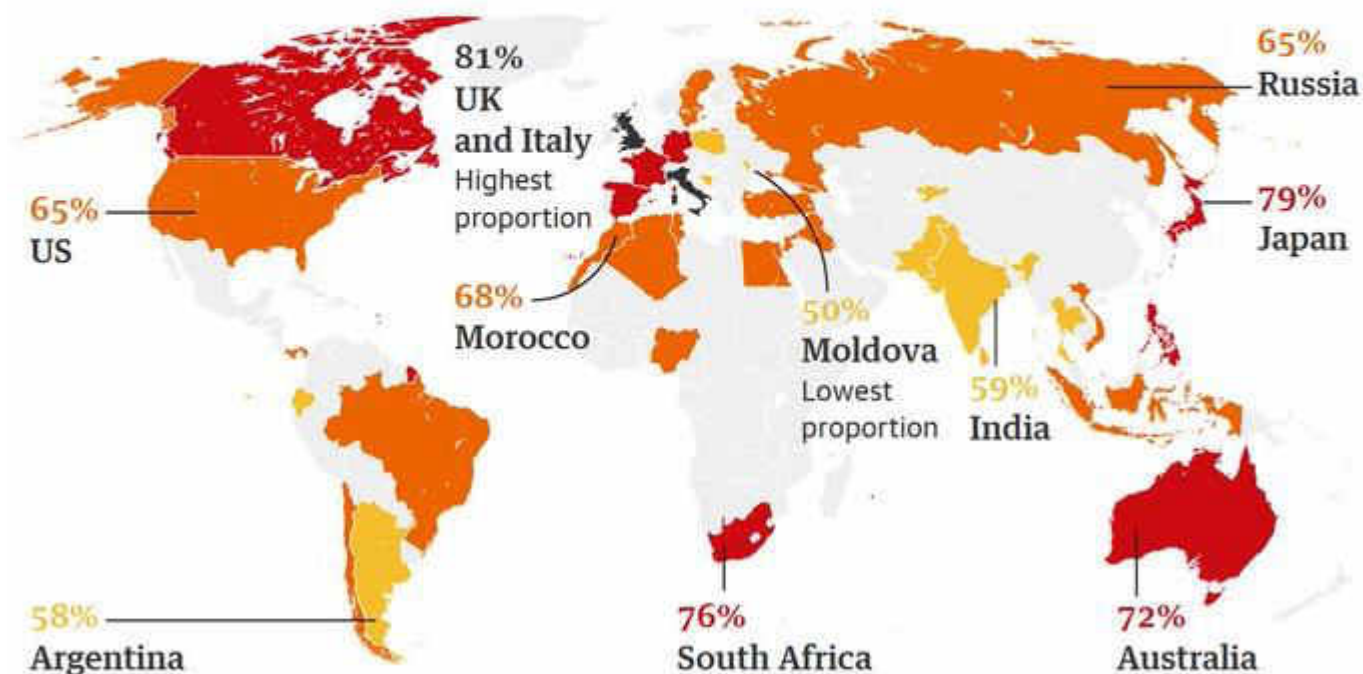 81%
UK
and Italy
Highest
proportion
65%
Russia
65%
US
79%
Japan
68%
Morocco
50%
Moldova
Lowest
proportion
59%
India
58%
Argentina
76%
South Africa
72%
Australia